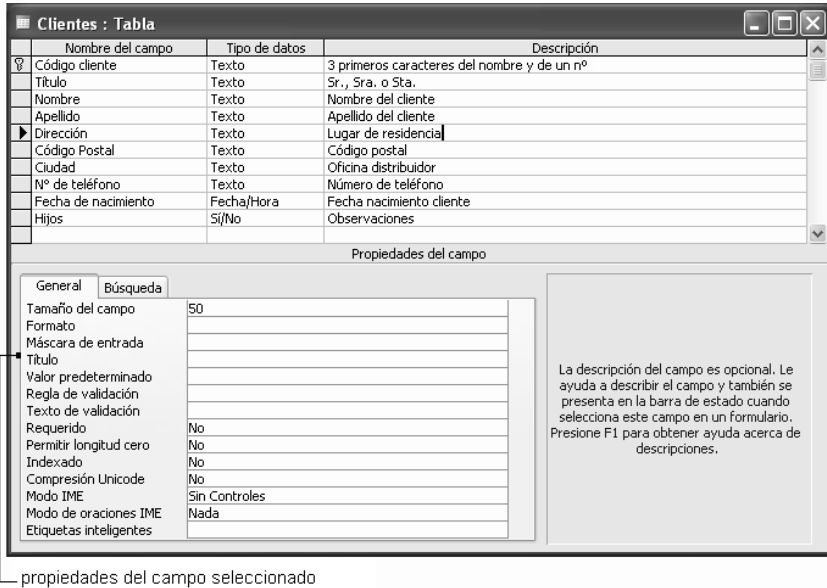 Clientes : Tabla
Nombre del campo Tipo de datos Descripción
Código cliente Texto 3 primeros caracteres del nombre y de un nº
Título Texto Sr., Sra. o Sta.
Nombre Texto Nombre del cliente
Apellido Texto Apellido del cliente
Dirección Texto Lugar de residencia
Código Postal Texto Código postal
Ciudad Texto Oficina distribuidor
Nº de teléfono Texto Número de teléfono
Fecha de nacimiento Fecha/Hora Fecha nacimiento cliente
Hijos Sí/No Observaciones
Propiedades del campo
General Búsqueda
Tamaño del campo 50
Formato
Máscara de entrada
Título
Valor predeterminado
Regla de validación
Texto de validación
Requerido No
Permitir longitud cero No
Indexado No
Compresión Unicode No
Modo IME Sin Controles
Modo de oraciones IME Nada
Etiquetas inteligentes
La descripción del campo es opcional. Le
ayuda a describir el campo y también se
presenta en la barra de estado cuando
selecciona este campo en un formulario.
Presione F1 para obtener ayuda acerca de
descripciones.
propiedades del campo seleccionado